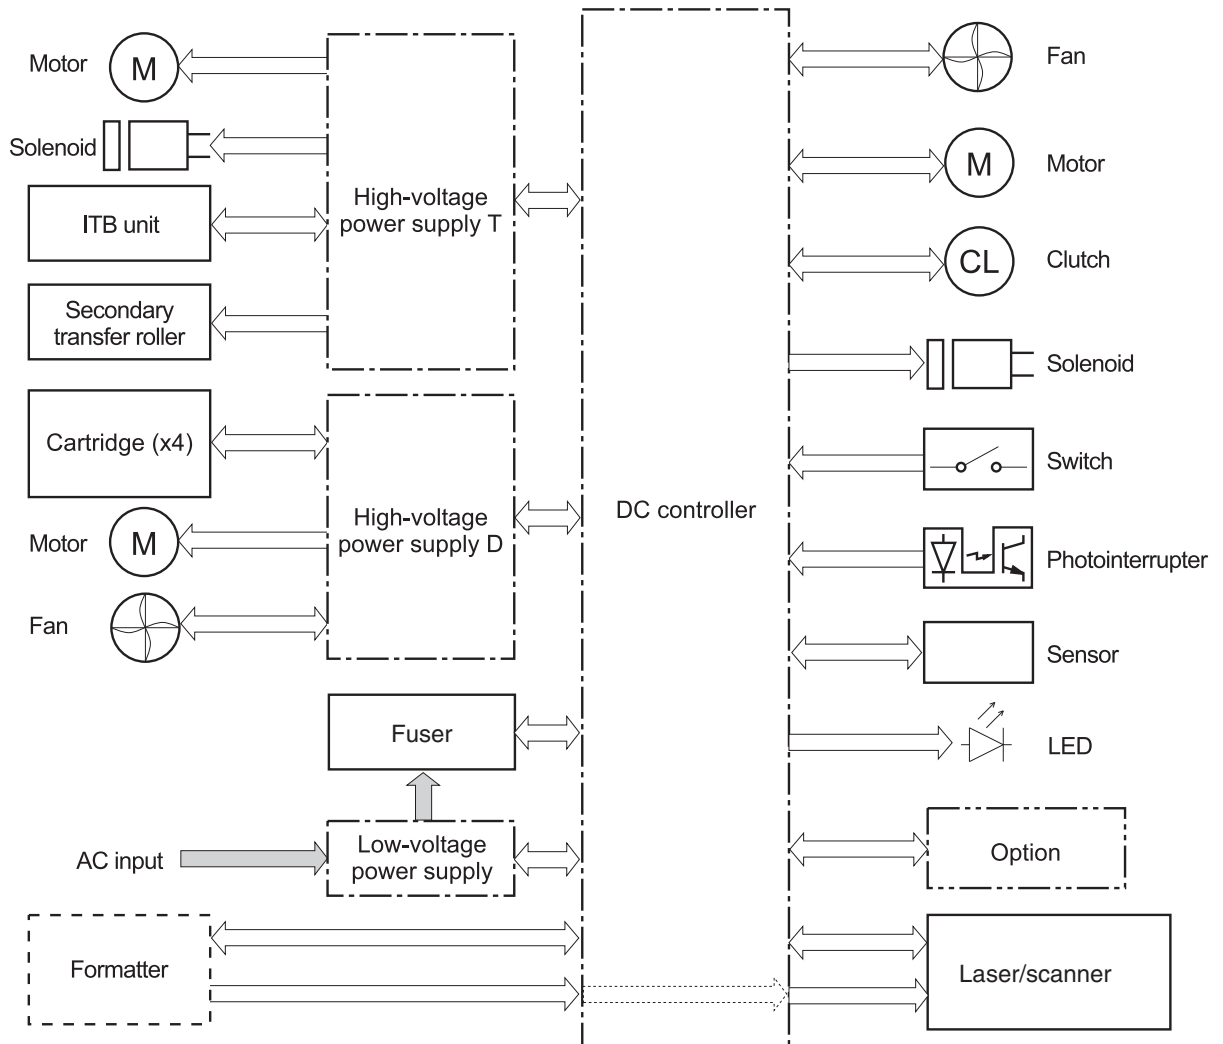 Motor
M
Solenoid
ITB unit
Secondary
transfer roller
High-voltage
power supply T
Cartridge (x4)
Motor
M
Fan
High-voltage
power supply D
Fuser
AC input
Low-voltage
power supply
Formatter
DC controller
Fan
M
Motor
CL
Clutch
Solenoid
Switch
Photointerrupter
Sensor
LED
Option
Laser/scanner